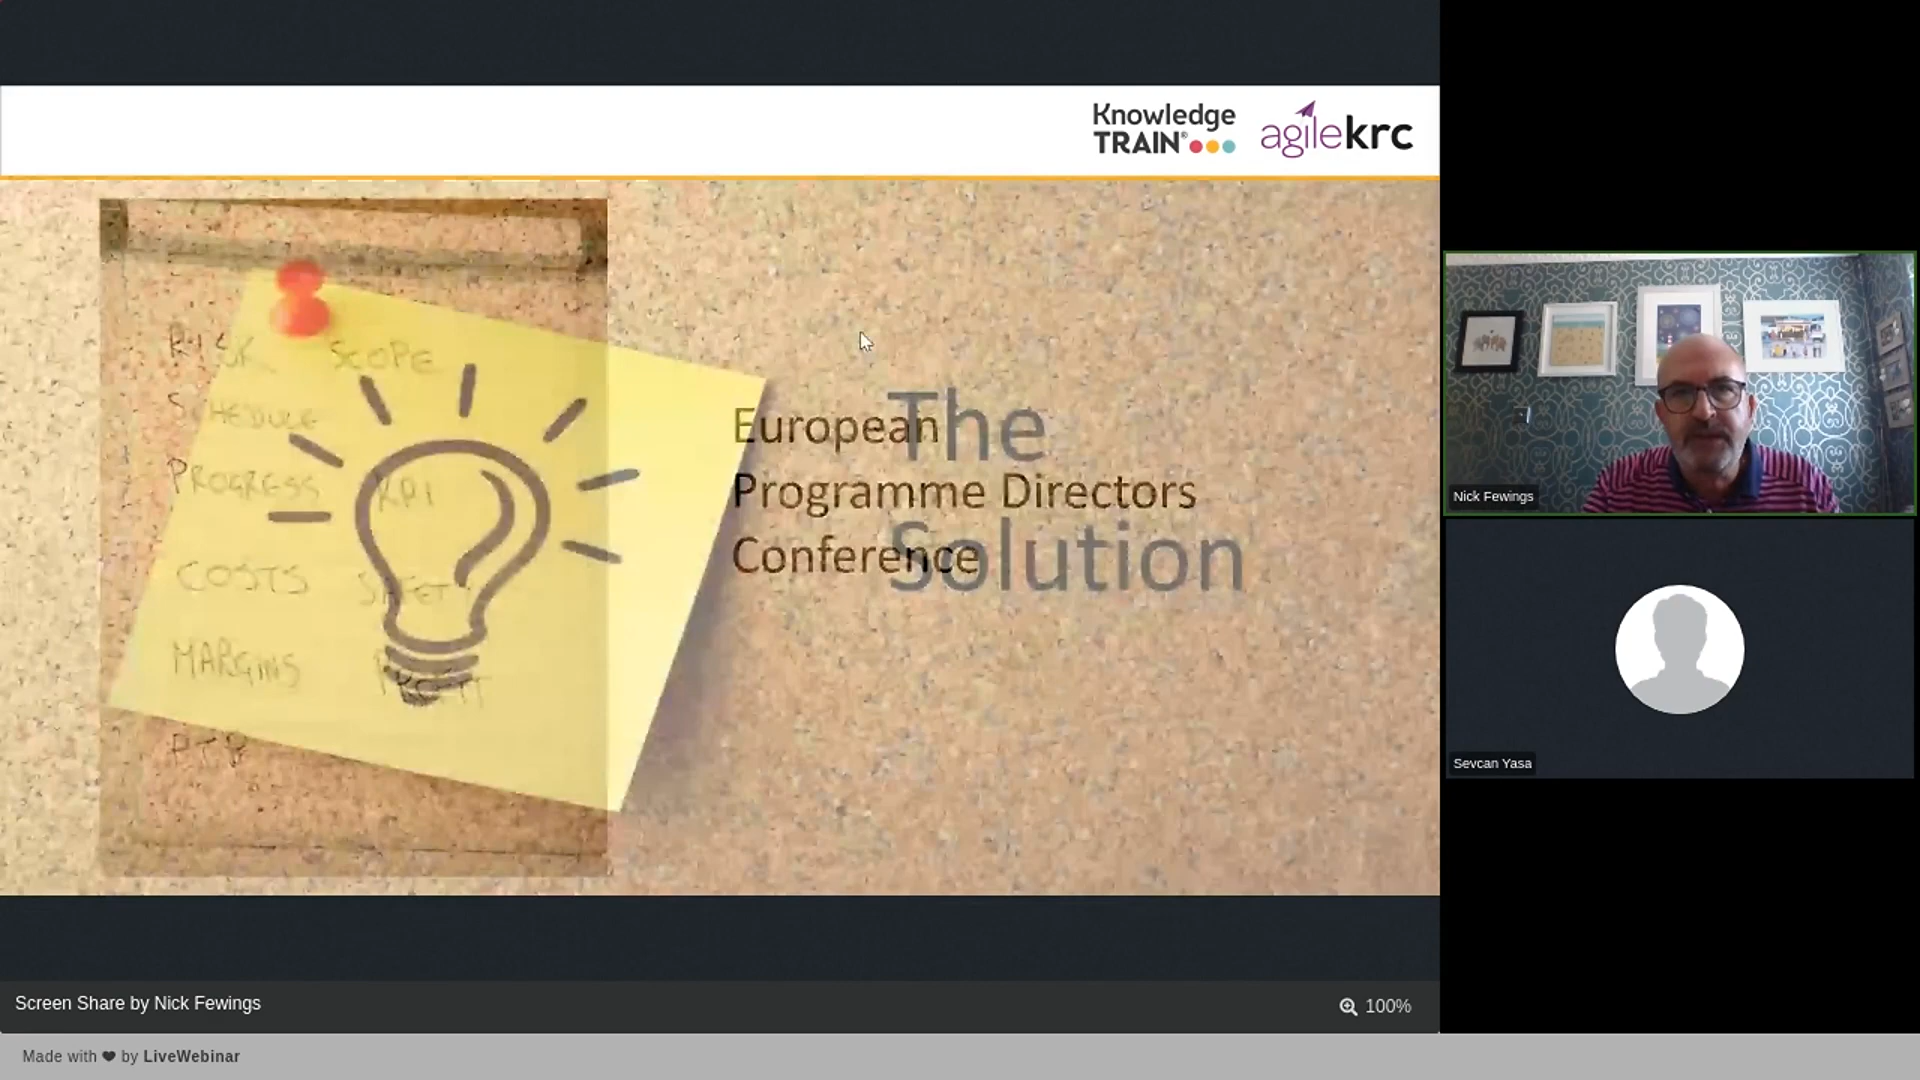 Knowledge
TRAIN®
agilekrc
RISK SCOPE
SCHEDULE
PROGRESS KPI
COSTS
MARGINS
European
Programme Directors
Conference
The
Solution
Nick Fewings
Sevcan Yasa
Screen Share by Nick Fewings
100%
Made with ❤ by LiveWebinar